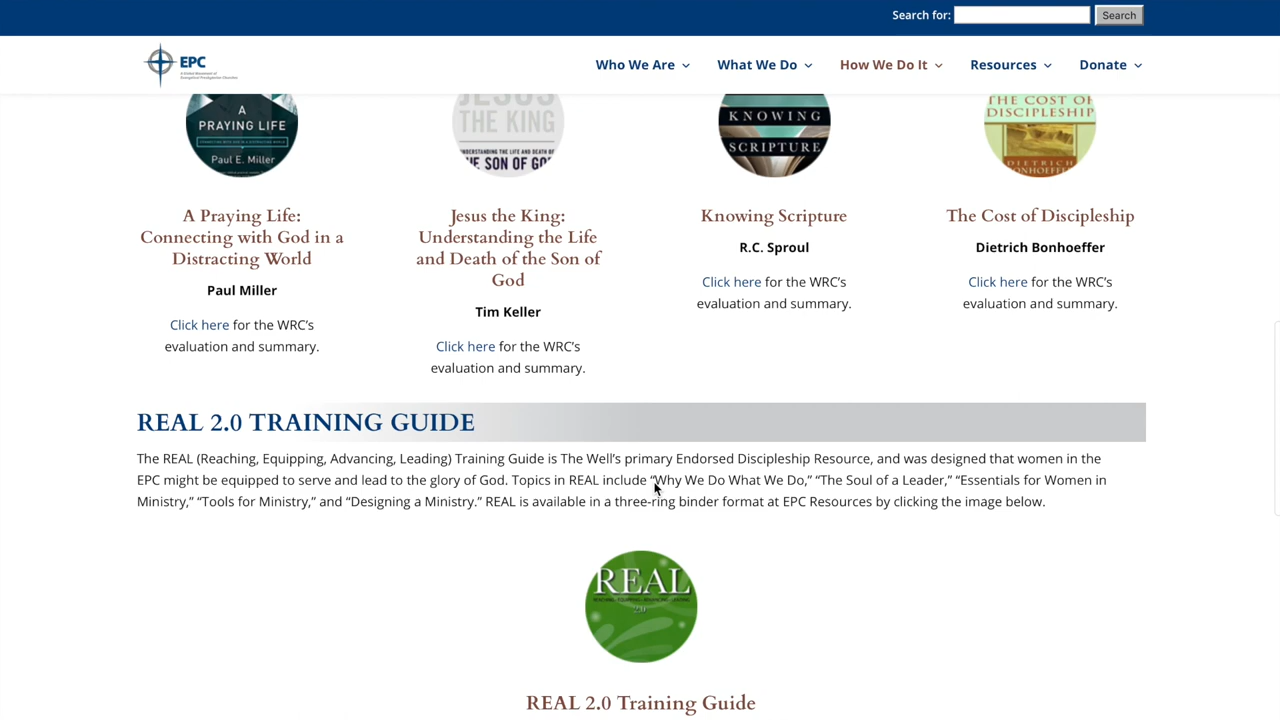 Search for:
Search
EPC
Who We Are
What We Do
How We Do It
Resources
Donate
A
PRAYING LIFE
Paul E. Miller
JESUS
THE KING
UNDERSTANDING THE LIFE AND DEATH OF
THE SON OF GOD
KNOWING
SCRIPTURE
THE COST OF
DISCIPLESHIP
DIETRICH
BONHOEFFER
A Praying Life:
Connecting with God in a
Distracting World
Paul Miller
Click here for the WRC’s
evaluation and summary.
Jesus the King:
Understanding the Life
and Death of the Son of
God
Tim Keller
Click here for the WRC’s
evaluation and summary.
Knowing Scripture
R.C. Sproul
Click here for the WRC’s
evaluation and summary.
The Cost of Discipleship
Dietrich Bonhoeffer
Click here for the WRC’s
evaluation and summary.
REAL 2.0 TRAINING GUIDE
The REAL (Reaching, Equipping, Advancing, Leading) Training Guide is The Well’s primary Endorsed Discipleship Resource, and was designed that women in the
EPC might be equipped to serve and lead to the glory of God. Topics in REAL include “Why We Do What We Do,” “The Soul of a Leader,” “Essentials for Women in
Ministry,” “Tools for Ministry,” and “Designing a Ministry.” REAL is available in a three-ring binder format at EPC Resources by clicking the image below.
REAL
2.0
REAL 2.0 Training Guide